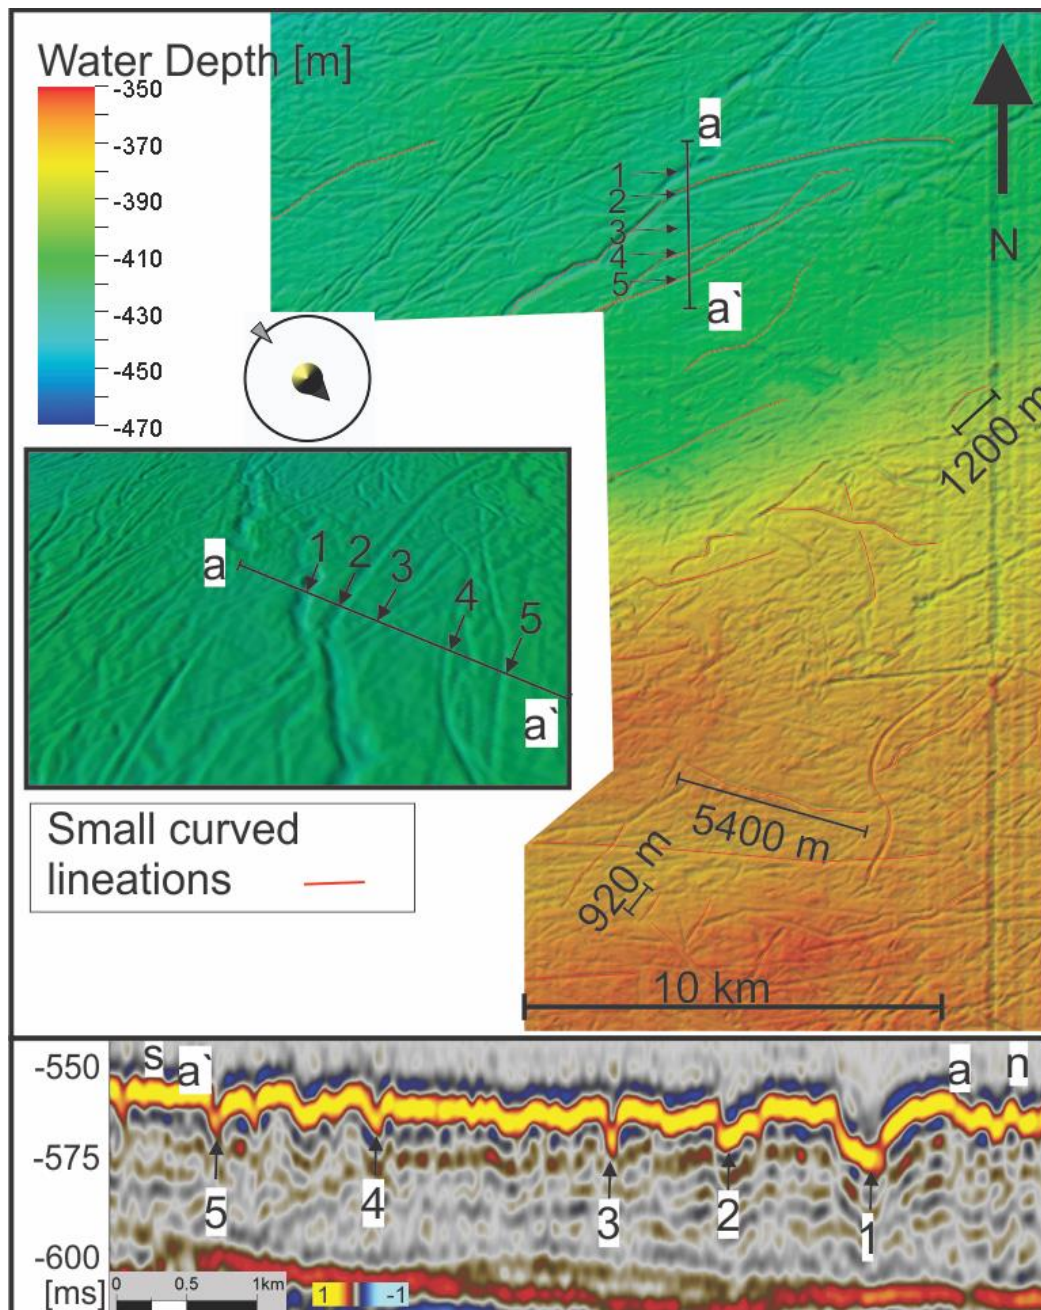 Water Depth [m]
-350
-370
-390
-410
-430
-450
-470
a
1
2
3
4
5
a`
N
1200 m
a
1
2
3
4
5
a`
Small curved
lineations
5400 m
920 m
10 km
-550
-575
-600
[ms]
s
a`
a
n
5
4
3
2
1
0
0.5
1km
1
-1